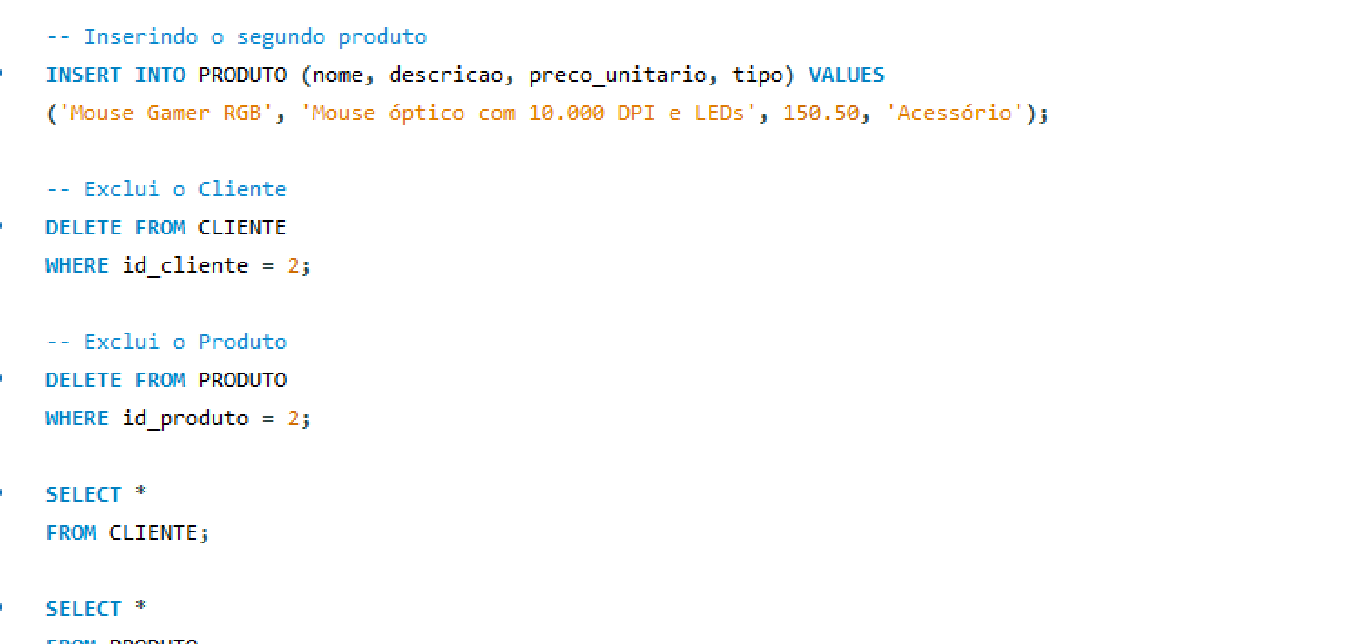 -- Inserindo o segundo produto
INSERT INTO PRODUTO (nome, descricao, preco_unitario, tipo) VALUES
('Mouse Gamer RGB', 'Mouse óptico com 10.000 DPI e LEDs', 150.50, 'Acessório');
-- Exclui o Cliente
DELETE FROM CLIENTE
WHERE id_cliente = 2;
-- Exclui o Produto
DELETE FROM PRODUTO
WHERE id_produto = 2;
SELECT *
FROM CLIENTE;
SELECT *
FROM PRODUTO